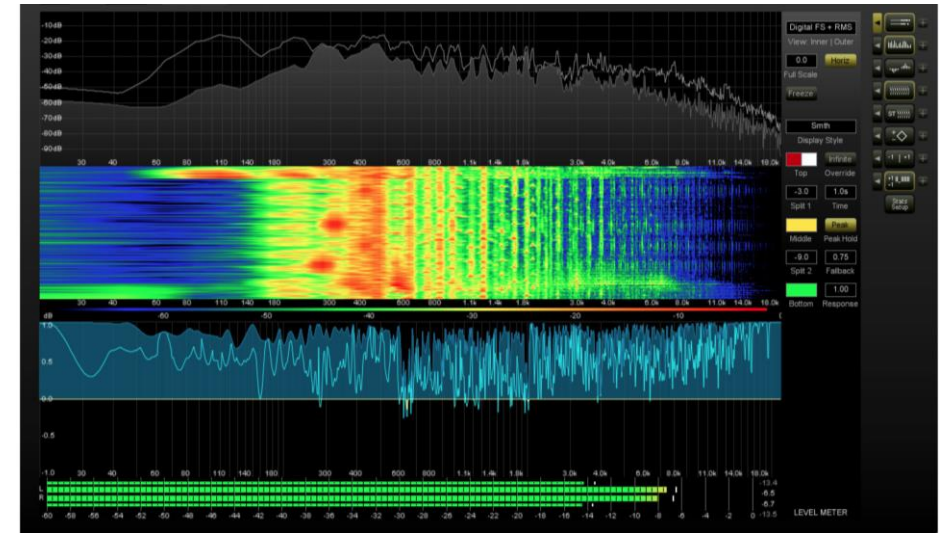 -10dB
-20dB
-30dB
-40dB
-50dB
-60dB
-70dB
-80dB
-90dB
30 40 60 80 110 140 180 300 400 600 800 1.1k 1.4k 1.8k 3.0k 4.0k 6.0k 8.0k 11.0k 14.0k 18.0k
30 40 60 80 110 140 180 300 400 600 800 1.1k 1.4k 1.8k 3.0k 4.0k 6.0k 8.0k 11.0k 14.0k 18.0k
dB -60 -50 -40 -30 -20 -10
1.0
0.5
0.0
-0.5
-1.0 30 40 60 80 110 140 180 300 400 600 800 1.1k 1.4k 1.8k 3.0k 4.0k 6.0k 8.0k 11.0k 14.0k 18.0k
-13.4
L -6.5
R -6.7
-60 -58 -56 -54 -52 -50 -48 -46 -44 -42 -40 -38 -36 -34 -32 -30 -28 -26 -24 -22 -20 -18 -16 -14 -12 -10 -8 -6 -4 -2 0 -13.5
LEVEL METER
Digital FS + RMS
View: Inner | Outer
0.0 Horiz
Full Scale
Freeze
Smth
Display Style
Infinite
Top Override
-3.0 1.0s
Split 1 Time
Peak
Middle Peak Hold
-9.0 0.75
Split 2 Fallback
1.00
Bottom Response
ST
-1 | +1
State
Setup